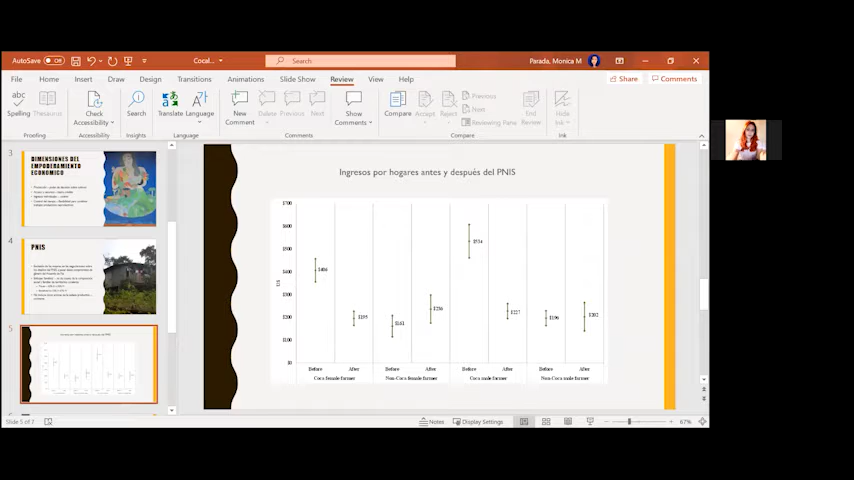 AutoSave Off
Cocal...
Search
Parada, Monica M
File Home Insert Draw Design Transitions Animations Slide Show Review View Help
Share Comments
Spelling Thesaurus
Proofing
Check Accessibility
Accessibility
Search
Insights
Translate Language
Language
New Comment
Delete Previous Next
Show Comments
Comments
Compare Accept Reject
Previous
Next
Reviewing Pane
End Review
Compare
Hide Ink
Ink
3
DIMENSIONES DEL EMPODERAMIENTO ECONOMICO
4
PNIS
5
Ingresos por hogares antes y después del PNIS
$700
$600
$500
$400
$300
$200
$100
$0
$406
$195
$161
$236
$534
$227
$196
$202
Before After Before After Before After Before After
Coca female farmer Non-Coca female farmer Coca male farmer Non-Coca male farmer
Slide 5 of 7
Notes Display Settings
67%